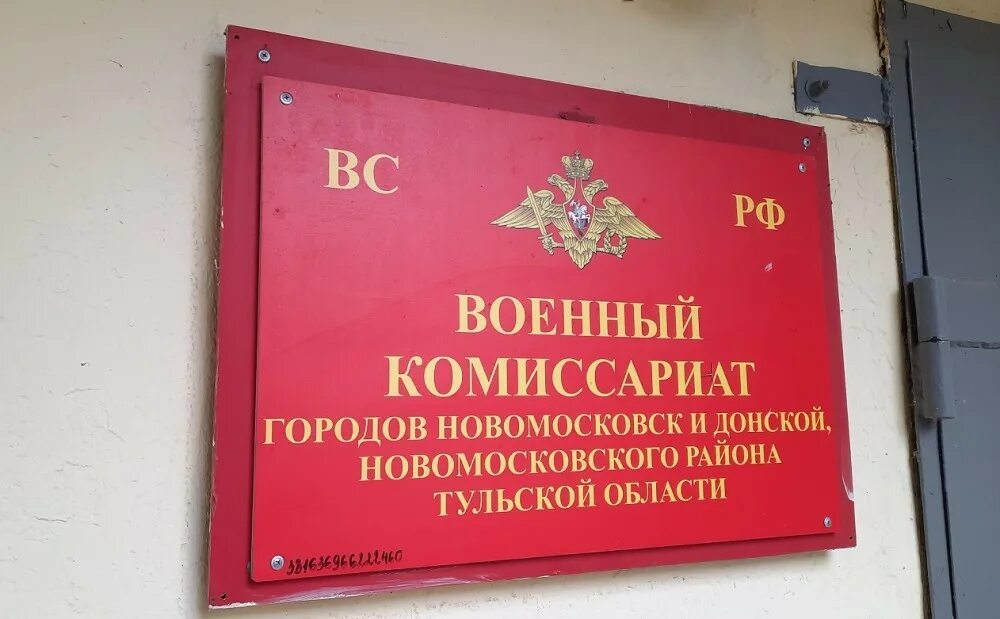 ВС
РФ
ВОЕННЫЙ
КОМИССАРИАТ
ГОРОДОВ НОВОМОСКОВСК И ДОНСКОЙ,
НОВОМОСКОВСКОГО РАЙОНА
ТУЛЬСКОЙ ОБЛАСТИ